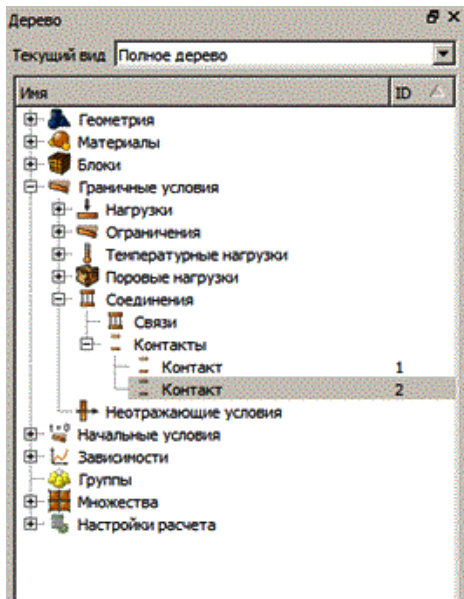 Дерево
Текущий вид Полное дерево
Имя ID
Геометрия
Материалы
Блоки
Граничные условия
Нагрузки
Ограничения
Температурные нагрузки
Поровые нагрузки
Соединения
Связи
Контакты
Контакт 1
Контакт 2
Неотражающие условия
t=0
Начальные условия
Зависимости
Группы
Множества
Настройки расчета